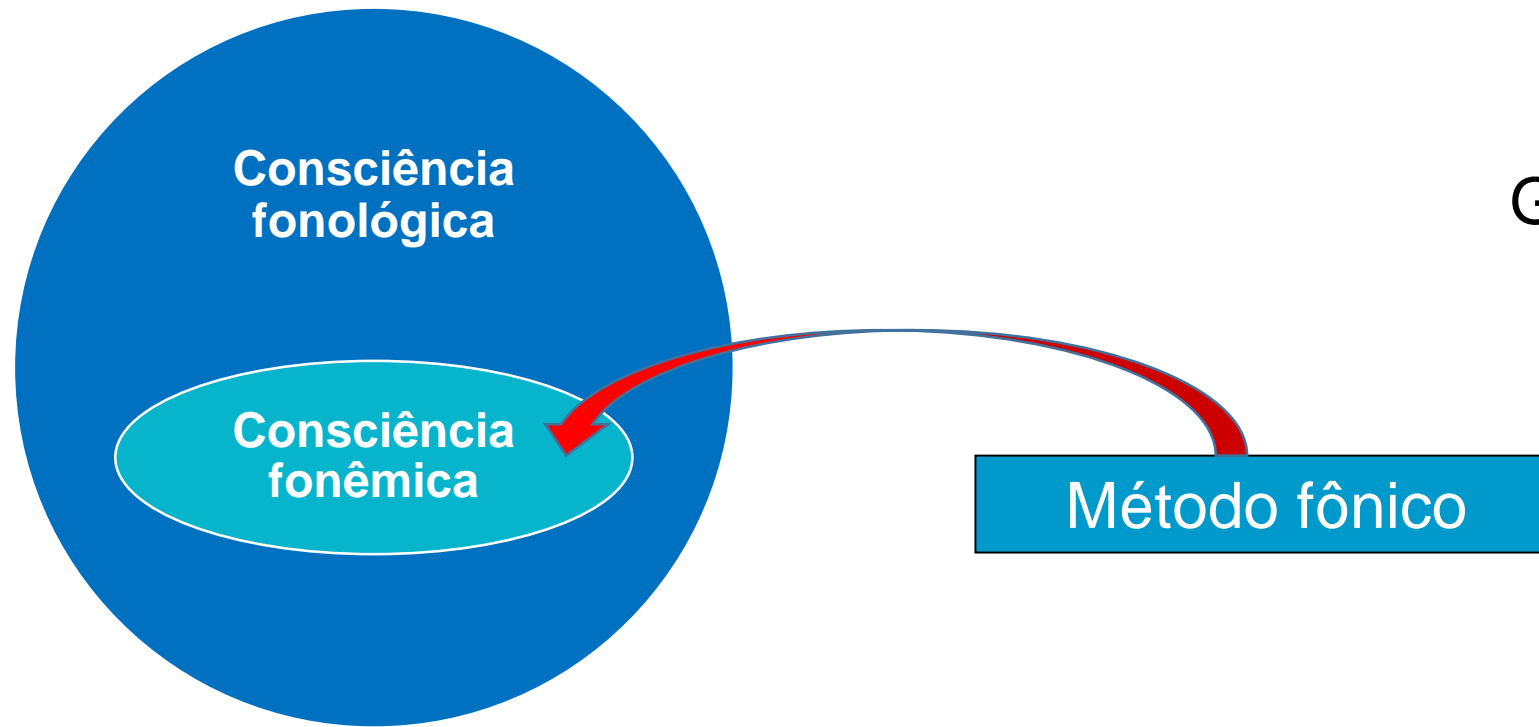 Consciência
fonológica
G
Consciência
fonêmica
Método fônico